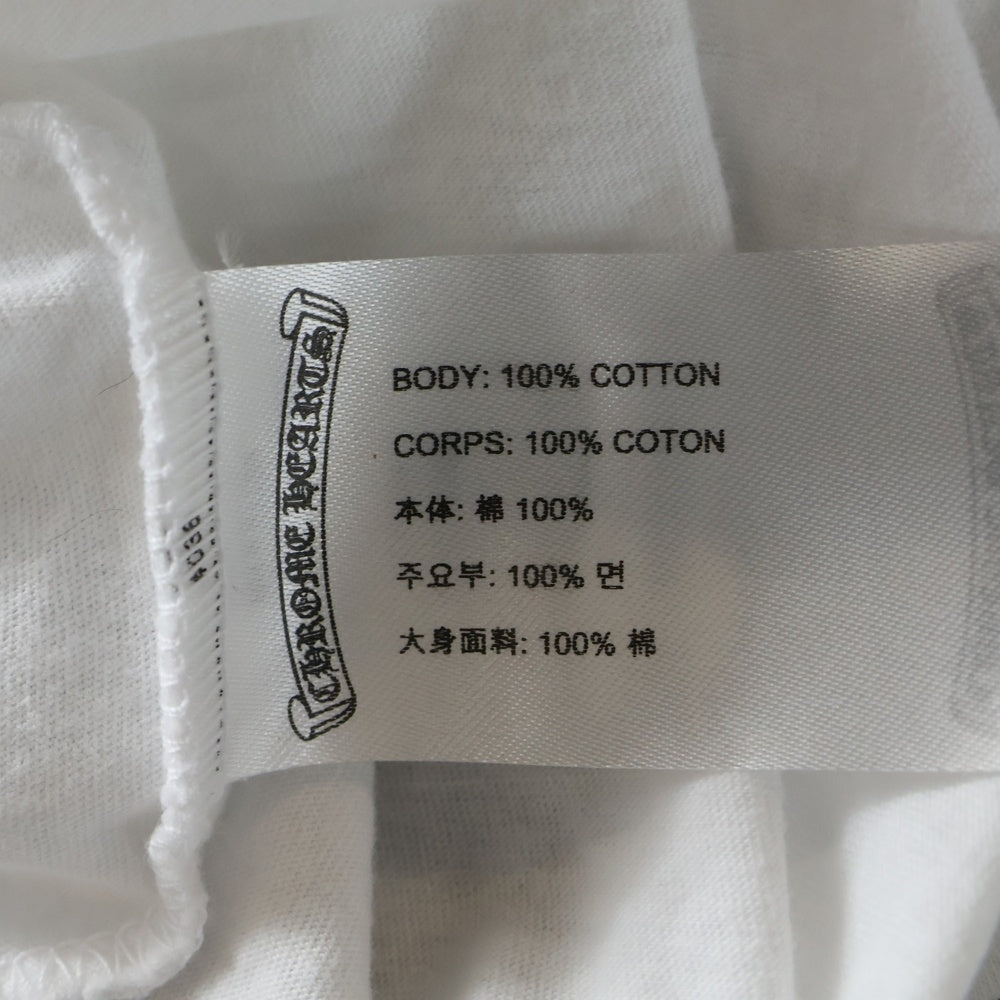 CHROME HEARTS
BODY: 100% COTTON
CORPS: 100% COTON
本体: 棉 100%
주요부: 100% 면
大身面料: 100% 棉